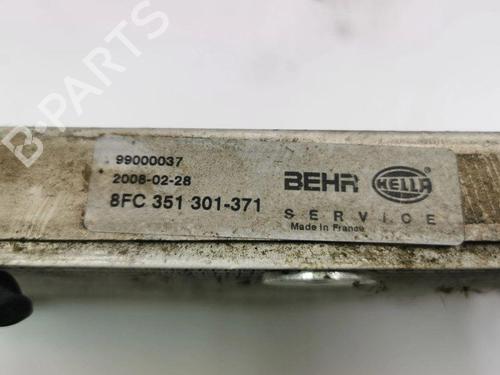 B-PARTS
99000037
2008-02-28
8FC 351 301-371
BEHR HELLA
SERVICE
Made in France